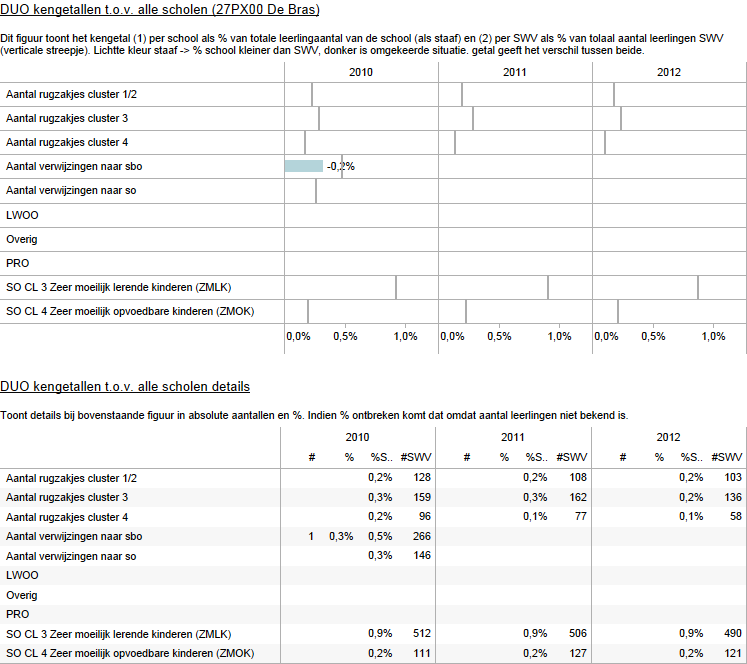 DUO kengetallen t.o.v. alle scholen (27PX00 De Bras)
Dit figuur toont het kengetal (1) per school als % van totale leerlingaantal van de school (als staaf) en (2) per SWV als % van tolaal aantal leerlingen SWV
(verticale streepje). Lichtte kleur staaf -> % school kleiner dan SWV, donker is omgekeerde situatie. getal geeft het verschil tussen beide.
2010 2011 2012
Aantal rugzakjes cluster 1/2
Aantal rugzakjes cluster 3
Aantal rugzakjes cluster 4
Aantal verwijzingen naar sbo -0,2%
Aantal verwijzingen naar so
LWOO
Overig
PRO
SO CL 3 Zeer moeilijk lerende kinderen (ZMLK)
SO CL 4 Zeer moeilijk opvoedbare kinderen (ZMOK)
0,0% 0,5% 1,0% 0,0% 0,5% 1,0% 0,0% 0,5% 1,0%
DUO kengetallen t.o.v. alle scholen details
Toont details bij bovenstaande figuur in absolute aantallen en %. Indien % ontbreken komt dat omdat aantal leerlingen niet bekend is.
2010 2011 2012
# % %S.. #SWV # % %S.. #SWV # % %S.. #SWV
Aantal rugzakjes cluster 1/2 0,2% 128 0,2% 108 0,2% 103
Aantal rugzakjes cluster 3 0,3% 159 0,3% 162 0,2% 136
Aantal rugzakjes cluster 4 0,2% 96 0,1% 77 0,1% 58
Aantal verwijzingen naar sbo 1 0,3% 0,5% 266
Aantal verwijzingen naar so 0,3% 146
LWOO
Overig
PRO
SO CL 3 Zeer moeilijk lerende kinderen (ZMLK) 0,9% 512 0,9% 506 0,9% 490
SO CL 4 Zeer moeilijk opvoedbare kinderen (ZMOK) 0,2% 111 0,2% 127 0,2% 121